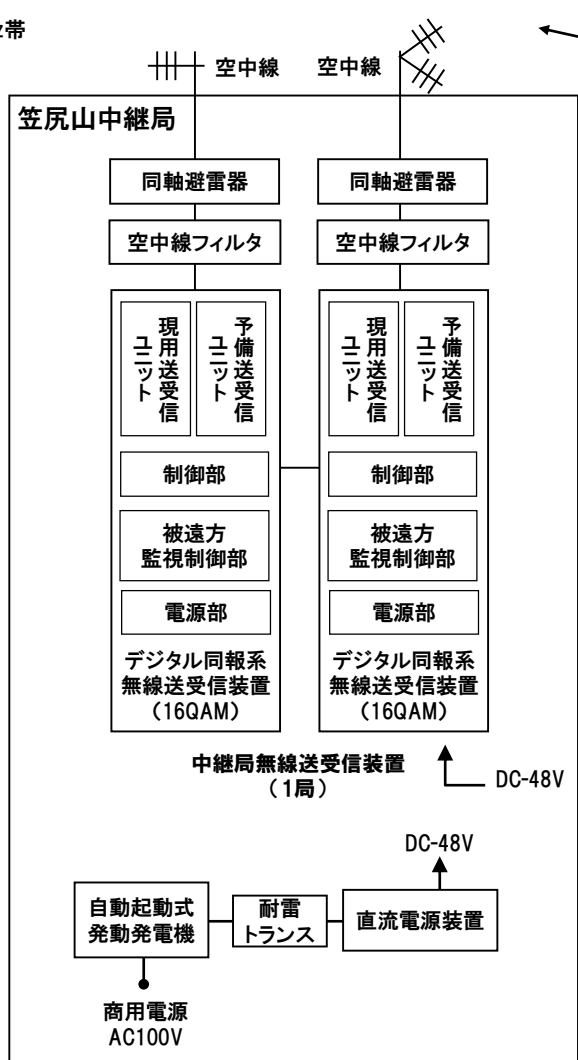 帯
空中線
空中線
笠尻山中継局
同軸避雷器
同軸避雷器
空中線フィルタ
空中線フィルタ
現用送受信
ユニット
予備送受信
ユニット
現用送受信
ユニット
予備送受信
ユニット
制御部
制御部
被遠方
監視制御部
被遠方
監視制御部
電源部
電源部
デジタル同報系
無線送受信装置
(16QAM)
デジタル同報系
無線送受信装置
(16QAM)
中継局無線送受信装置
(1局)
DC-48V
DC-48V
自動起動式
発動発電機
耐雷
トランス
直流電源装置
商用電源
AC100V